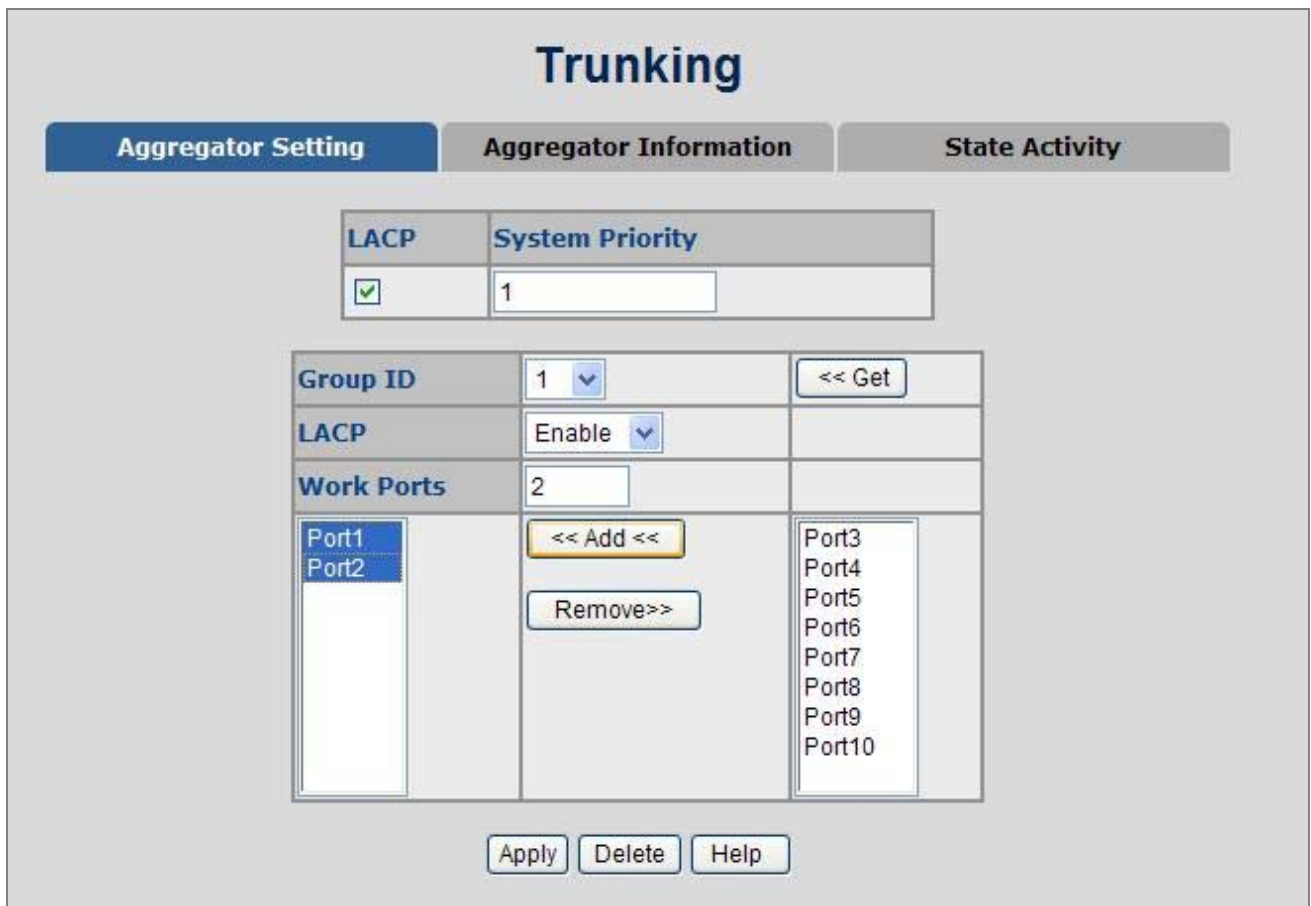 Trunking
Aggregator Setting Aggregator Information State Activity
LACP System Priority
1
Group ID 1 << Get
LACP Enable
Work Ports 2
Port1 << Add << Port3
Port2 Port4
Port5
Remove>> Port6
Port7
Port8
Port9
Port10
Apply Delete Help